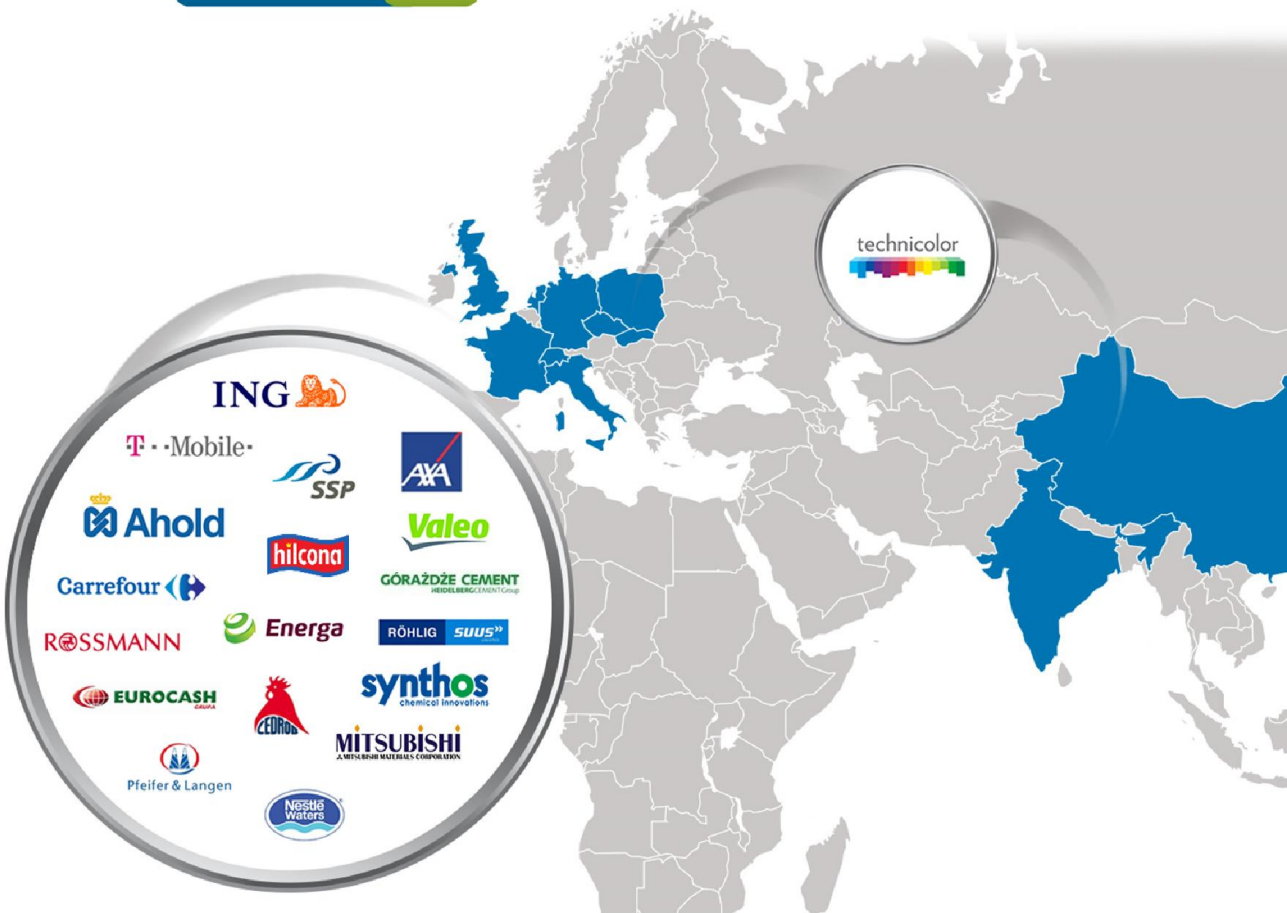 technicolor
ING
T··Mobile·
SSP
AXA
Ahold
Valeo
hilcona
Carrefour
GÓRAŻDŻE CEMENT
HEIDELBERGCEMENT Group
ROSSMANN
Energa
RÖHLIG SUUS
EUROCASH
GRUPA
CEDROB
synthos
chemical innovations
MITSUBISHI
MITSUBISHI MATERIALS CORPORATION
Pfeifer & Langen
Nestlé
Waters